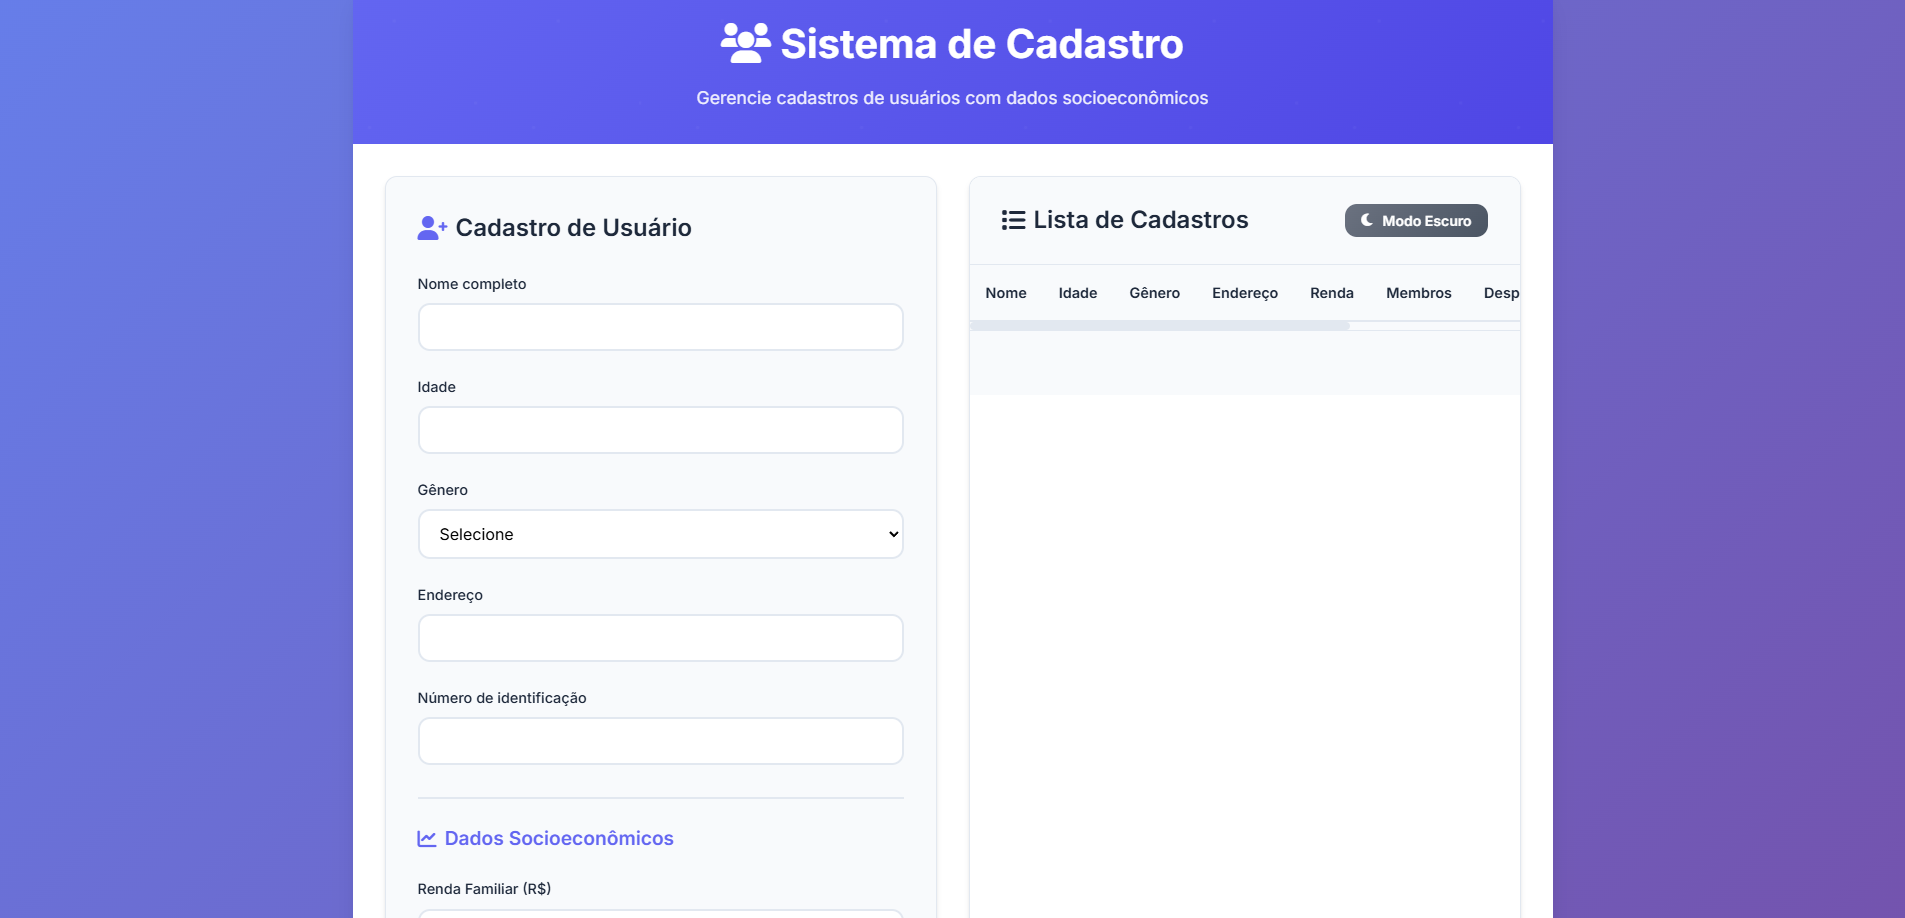 Sistema de Cadastro
Gerencie cadastros de usuários com dados socioeconômicos
Cadastro de Usuário
Nome completo
Idade
Gênero
Selecione
Endereço
Número de identificação
Dados Socioeconômicos
Renda Familiar (R$)
Lista de Cadastros
Modo Escuro
Nome Idade Gênero Endereço Renda Membros Desp